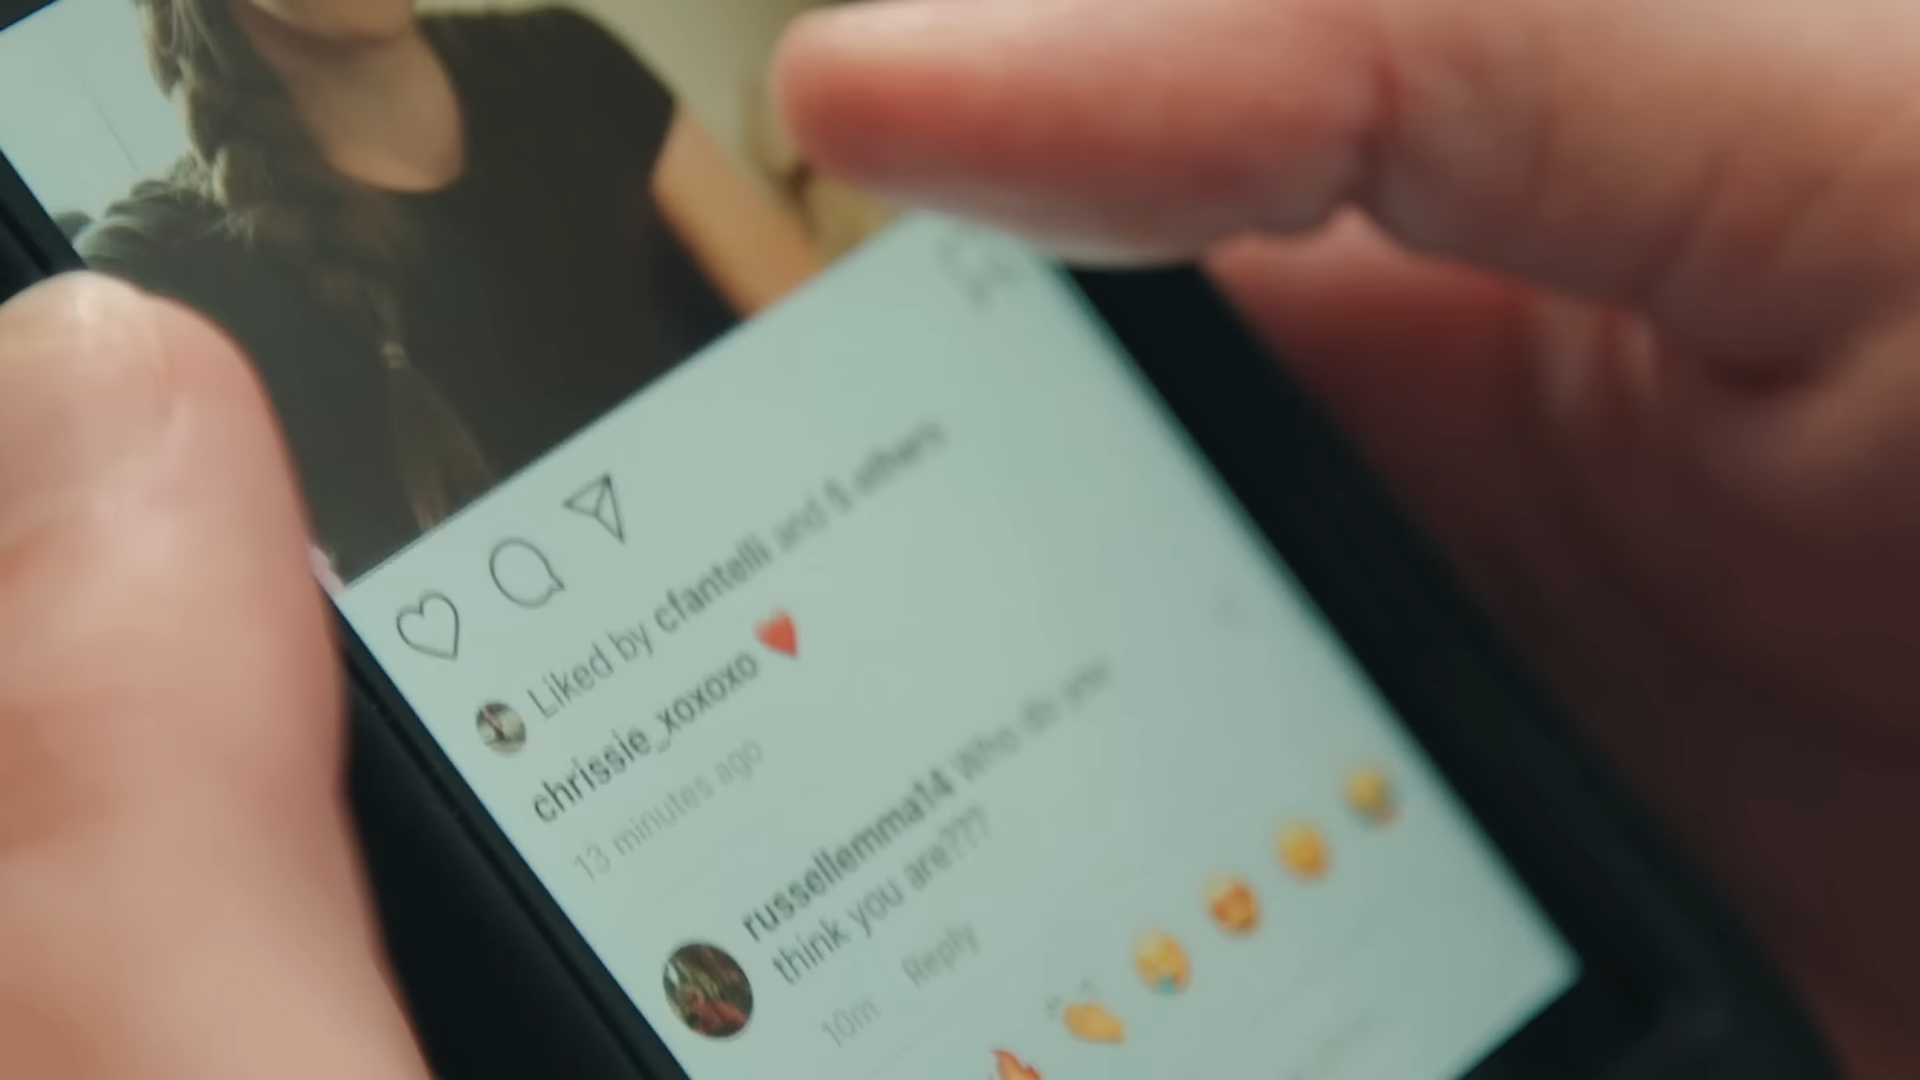 Liked by cfantelli and 5 others
chrissie_xoxoxo ❤️
13 minutes ago
russellemma14 Who do you
think you are???
10m Reply